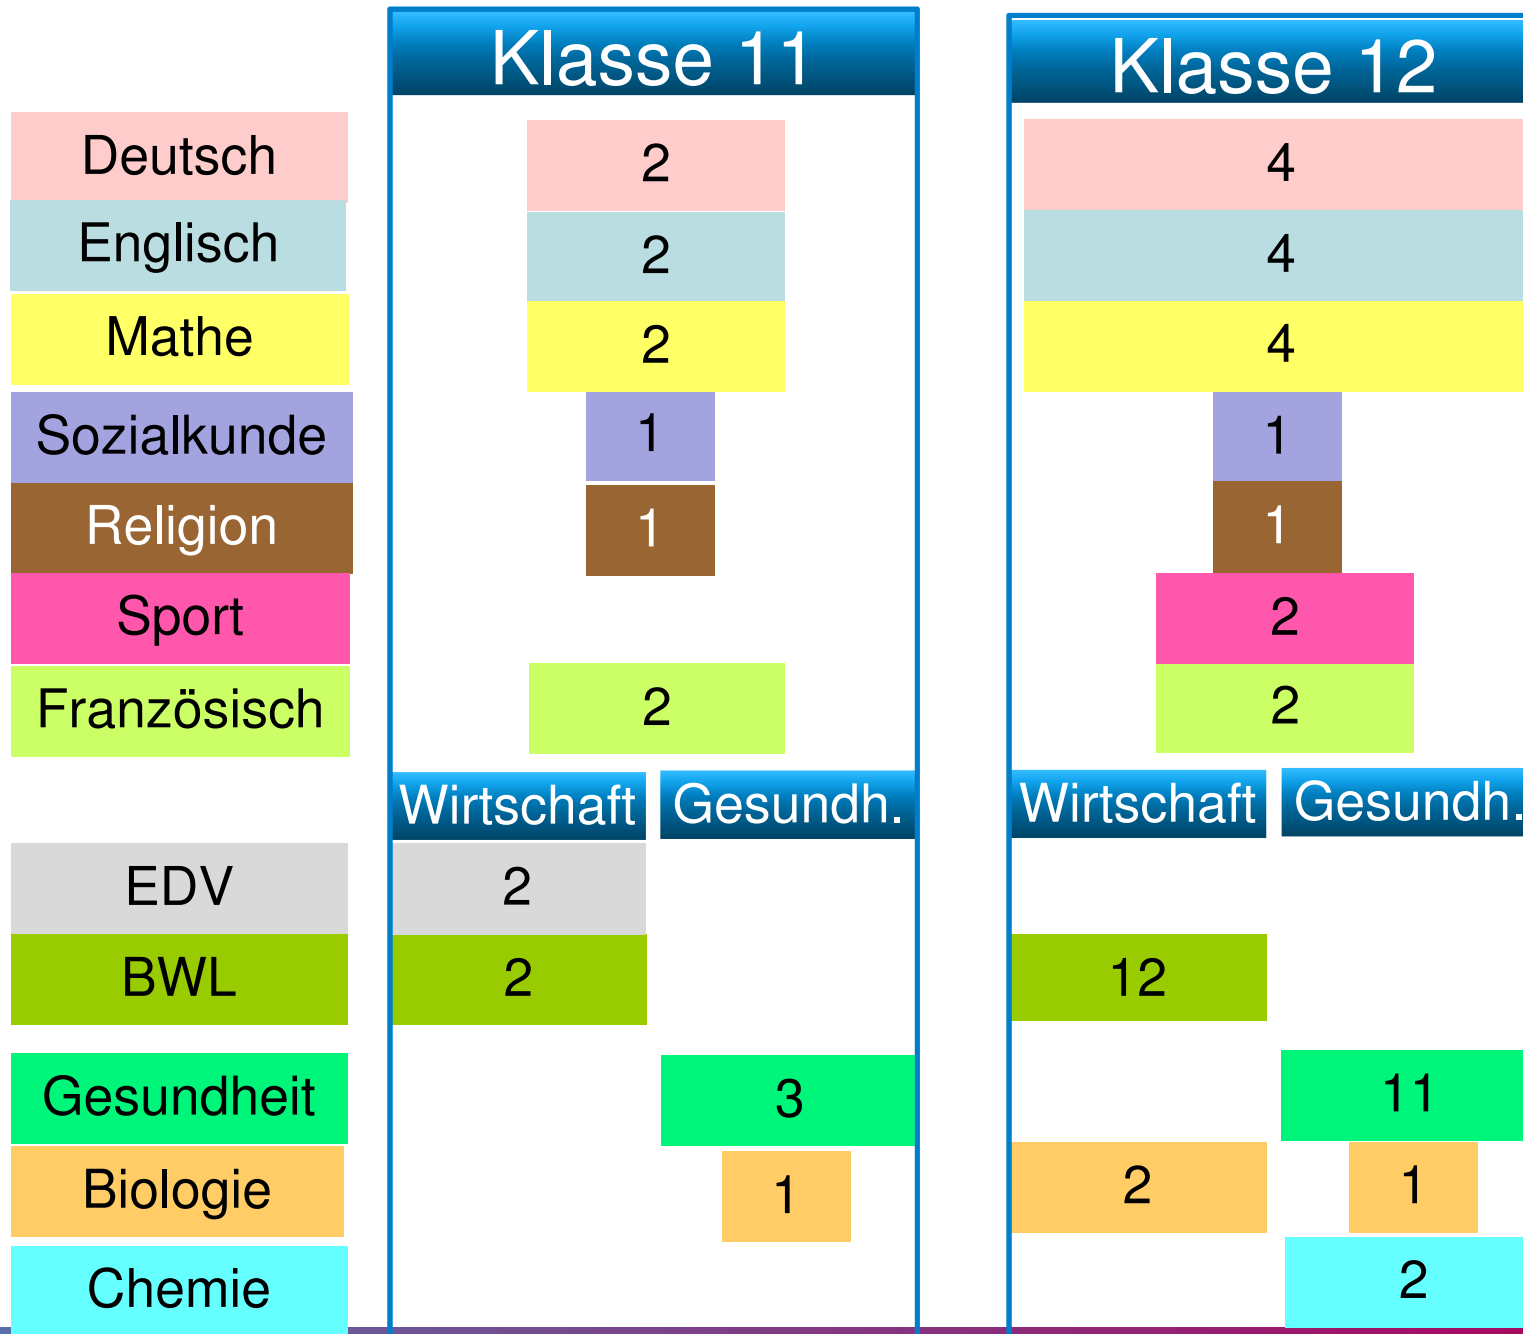 Klasse 11 Klasse 12
Deutsch 2 4
Englisch 2 4
Mathe 2 4
Sozialkunde 1 1
Religion 1 1
Sport 2
Französisch 2 2
Wirtschaft Gesundh. Wirtschaft Gesundh.
EDV 2
BWL 2 12
Gesundheit 3 11
Biologie 1 2 1
Chemie 2